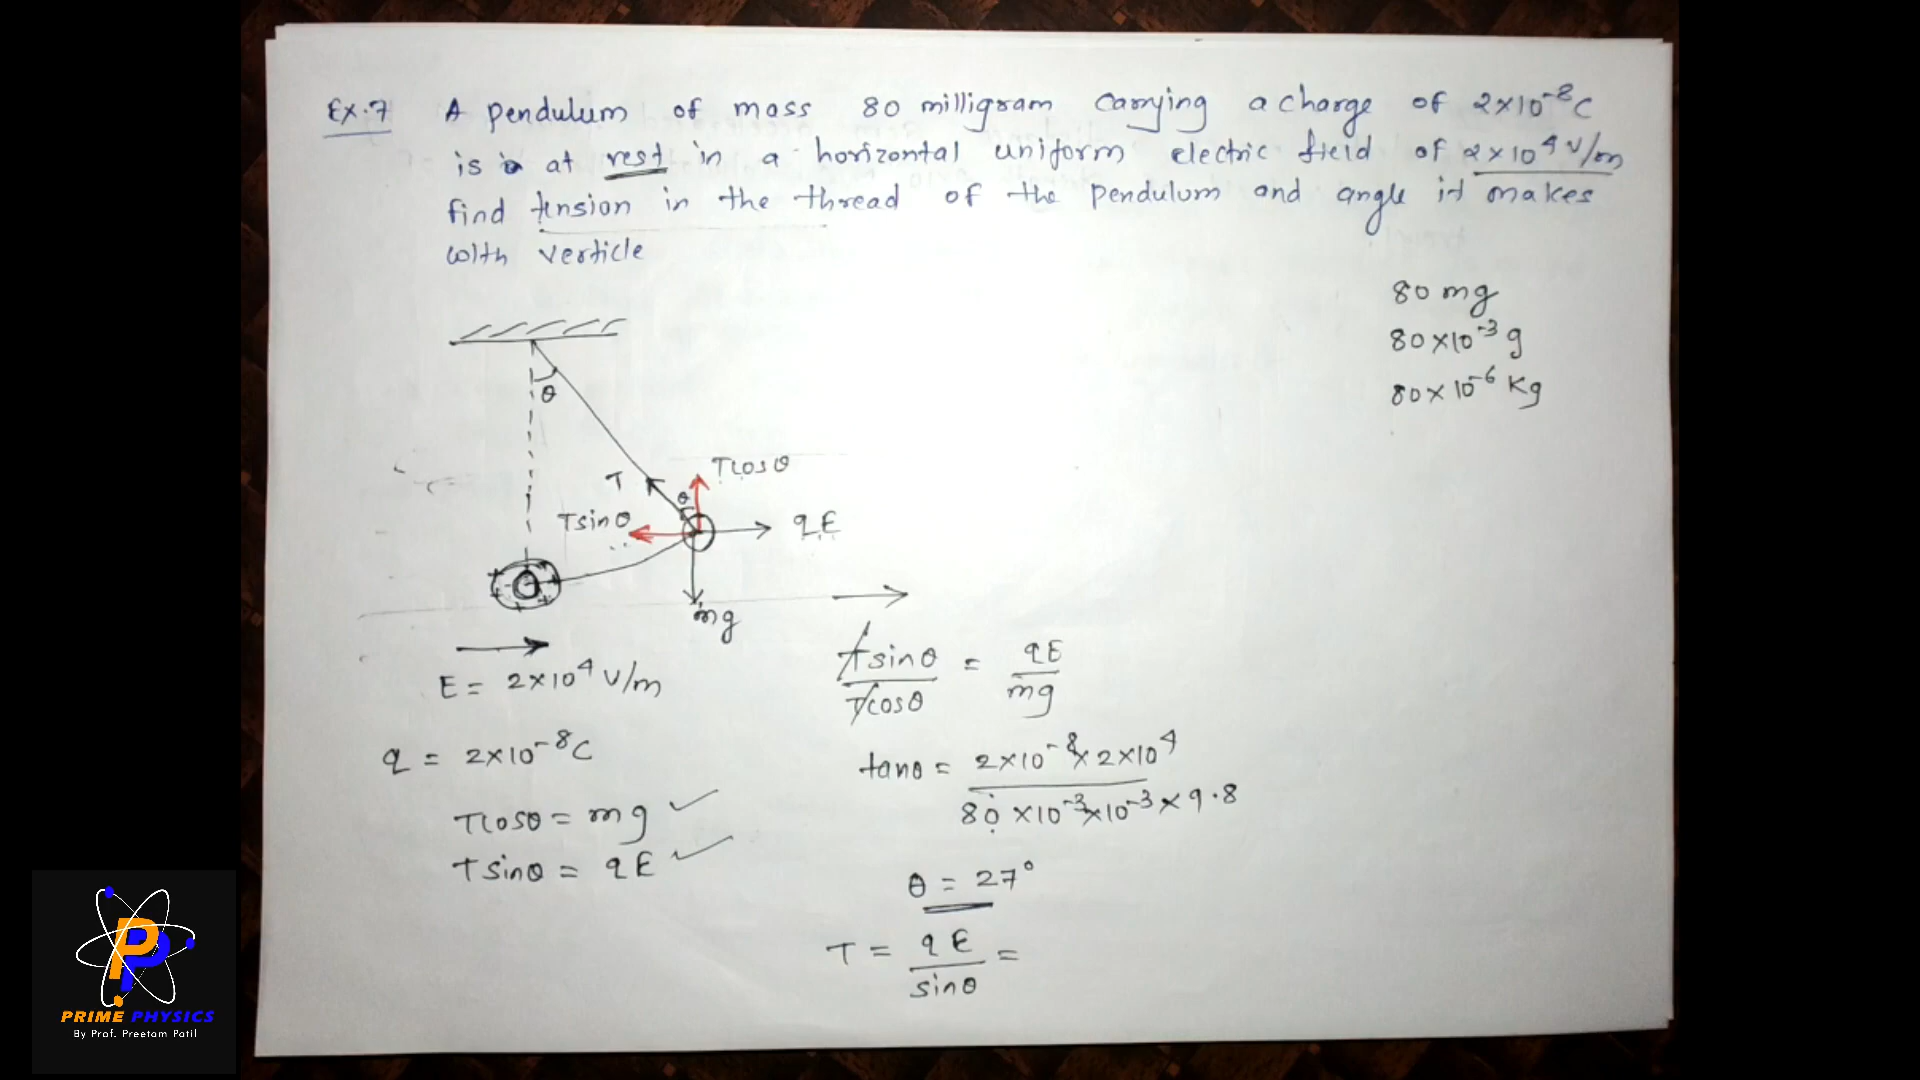 Ex.7 A pendulum of mass 80 milligram carrying a charge of 2×10⁻⁸C
is at rest in a horizontal uniform electric field of 2×10⁴ V/m
find tension in the thread of the pendulum and angle it makes
with verticle
80 mg
80×10⁻³ g
80×10⁻⁶ Kg
θ
T
Tcosθ
θ
Tsinθ
qE
mg
E = 2×10⁴ V/m
q = 2×10⁻⁸C
Tcosθ = mg ✓
Tsinθ = qE ✓
Tsinθ/Tcosθ = qE/mg
tanθ = 2×10⁻⁸×2×10⁴
80×10⁻³×10⁻³×9.8
θ = 27°
T = qE/sinθ =
PRIME PHYSICS
By Prof. Preetam Patil